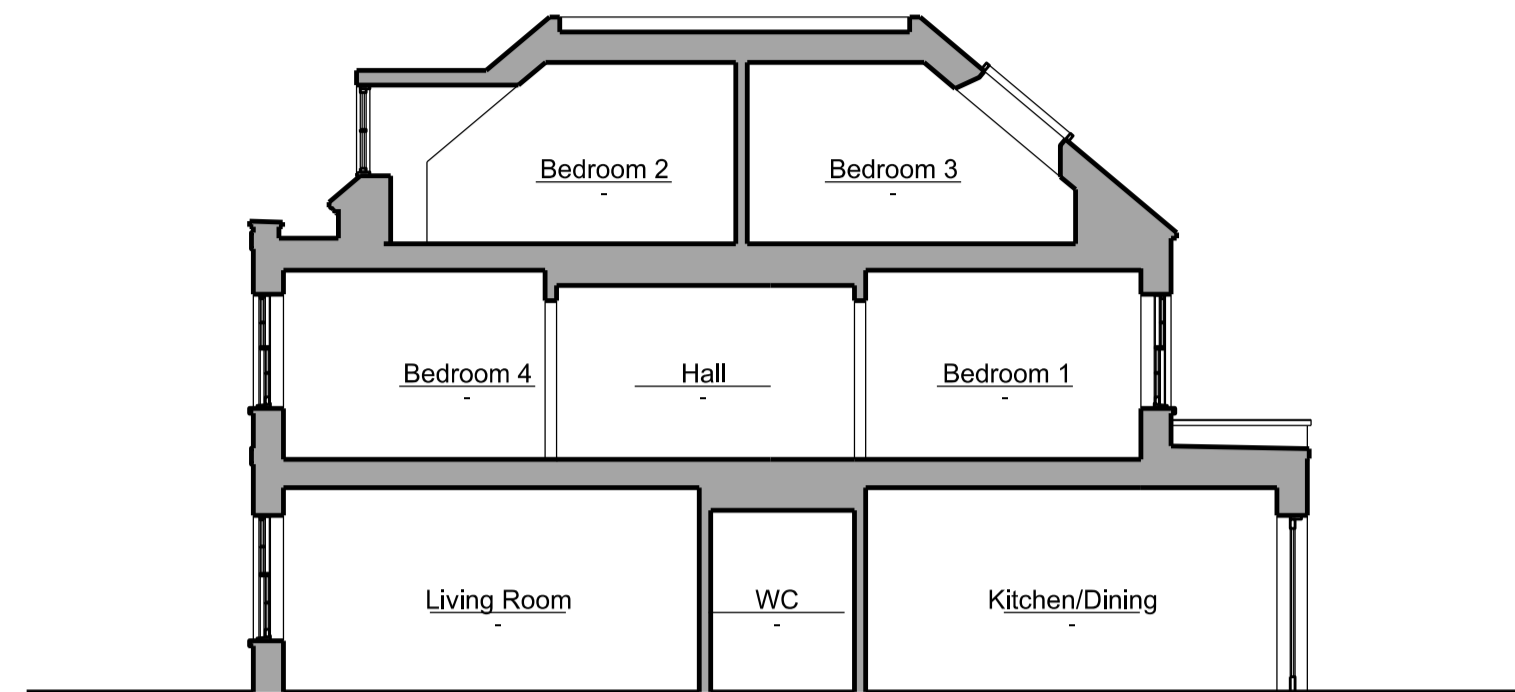 Bedroom 2
-
Bedroom 3
-
Bedroom 4
-
Hall
-
Bedroom 1
-
Living Room
-
WC
-
Kitchen/Dining
-